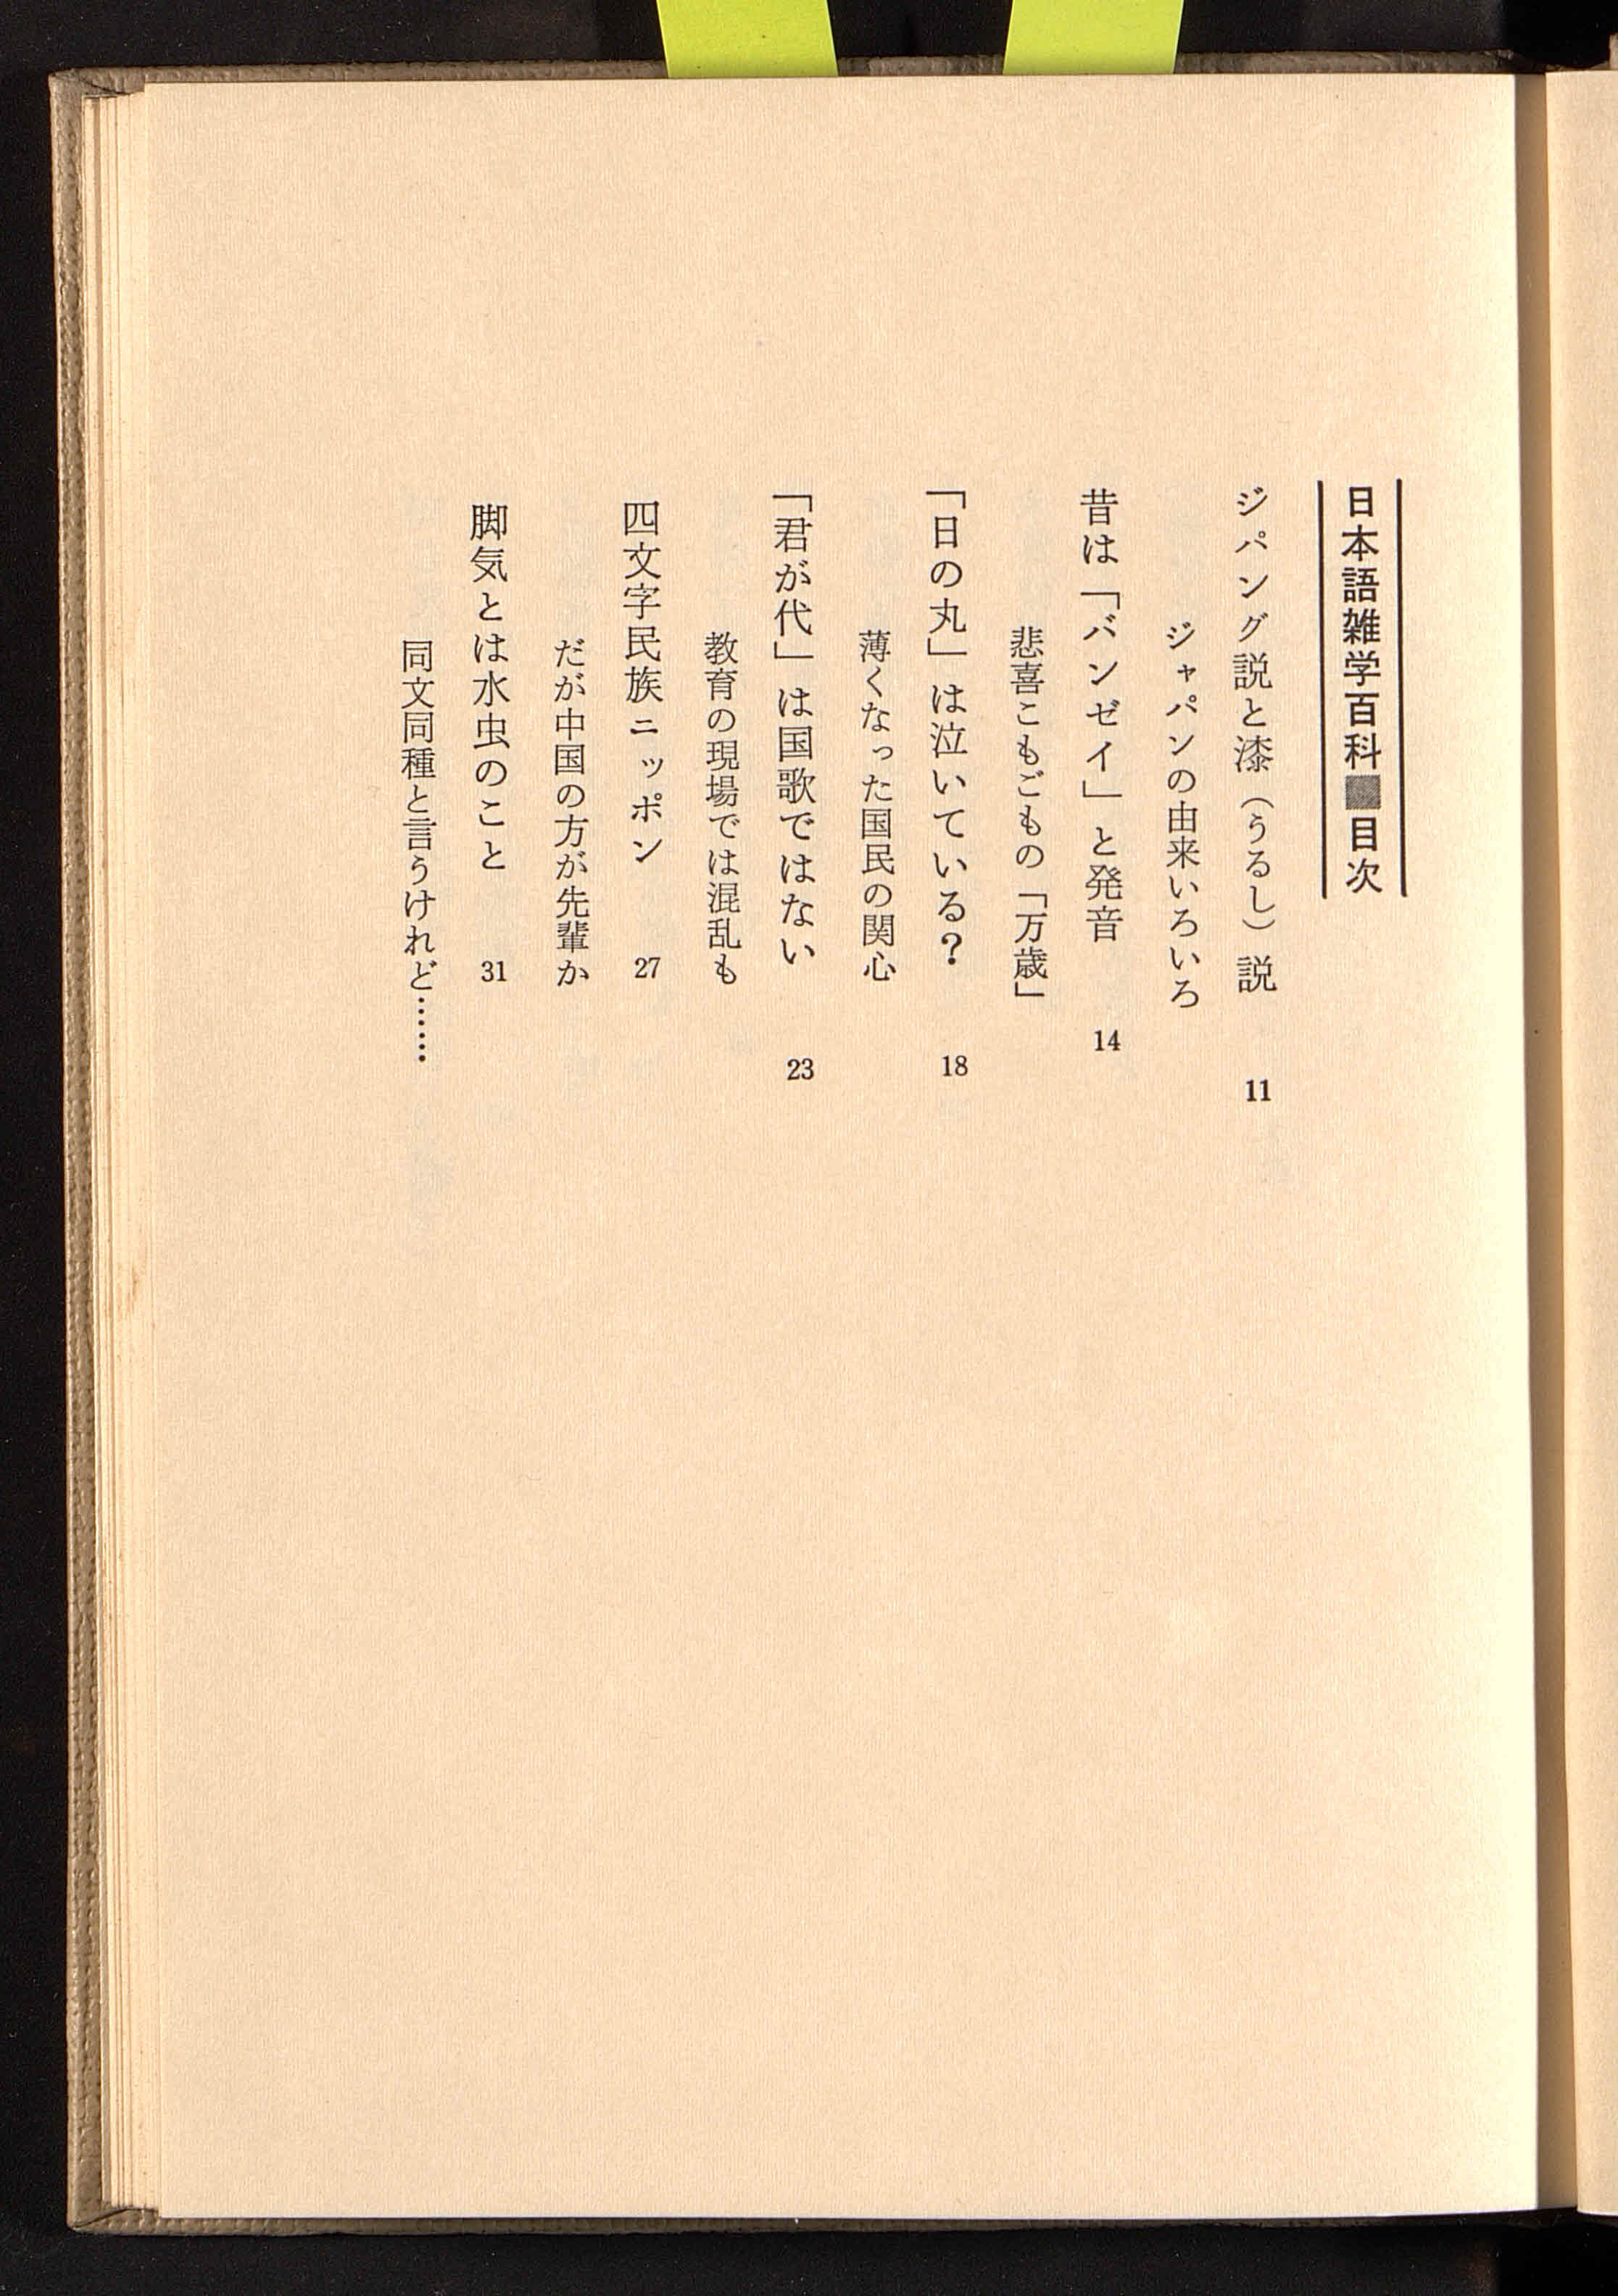 日本語雑学百科■目次
ジパング説と漆（うるし）説 11
ジャパンの由来いろいろ
昔は「バンゼイ」と発音 14
悲喜こもごもの「万歳」
「日の丸」は泣いている？ 18
薄くなった国民の関心
「君が代」は国歌ではない 23
教育の現場では混乱も
四文字民族ニッポン 27
だが中国の方が先輩か
脚気とは水虫のこと 31
同文同種と言うけれど……